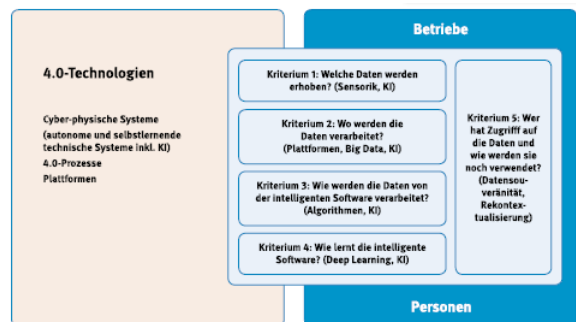 Betriebe
4.0-Technologien
Cyber-physische Systeme
(autonome und selbstlernende
technische Systeme inkl. KI)
4.0-Prozesse
Plattformen
Kriterium 1: Welche Daten werden
erhoben? (Sensorik, KI)
Kriterium 2: Wo werden die
Daten verarbeitet?
(Plattformen, Big Data, KI)
Kriterium 3: Wie werden die Daten von
der intelligenten Software verarbeitet?
(Algorithmen, KI)
Kriterium 4: Wie lernt die intelligente
Software? (Deep Learning, KI)
Kriterium 5: Wer
hat Zugrifff auf
die Daten und
wie werden sie
noch verwendet?
(Datensou-
veränität,
Rekontex-
tualisierung)
Personen